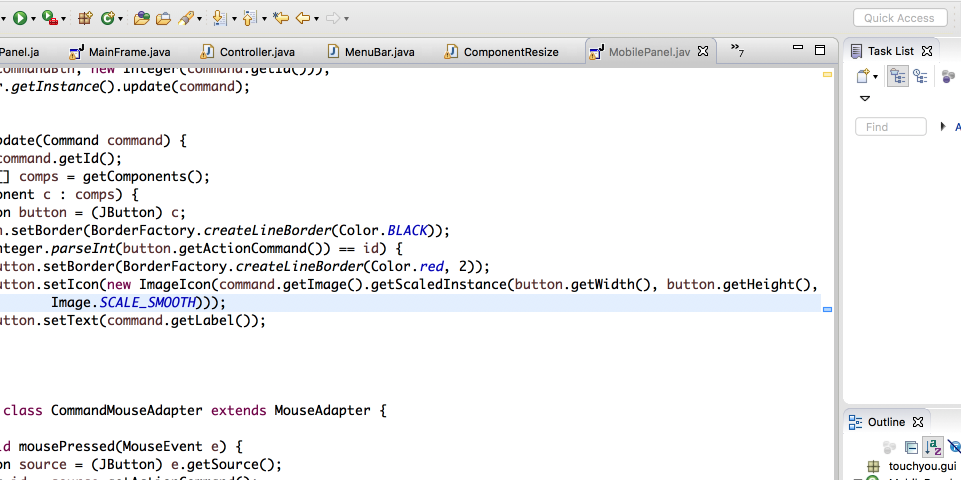 Quick Access
Panel.ja
MainFrame.java
Controller.java
MenuBar.java
ComponentResize
MobilePanel.jav
»7
Task List
new Integer(command.getId()));
r.getInstance().update(command);
Find
pdate(Command command) {
command.getId();
[] comps = getComponents();
onent c : comps) {
on button = (JButton) c;
n.setBorder(BorderFactory.createLineBorder(Color.BLACK));
nteger.parseInt(button.getActionCommand()) == id) {
utton.setBorder(BorderFactory.createLineBorder(Color.red, 2));
utton.setIcon(new ImageIcon(command.getImage().getScaledInstance(button.getWidth(), button.getHeight(),
Image.SCALE_SMOOTH)));
utton.setText(command.getLabel());
class CommandMouseAdapter extends MouseAdapter {
Outline
d mousePressed(MouseEvent e) {
on source = (JButton) e.getSource();
touchyou.gui